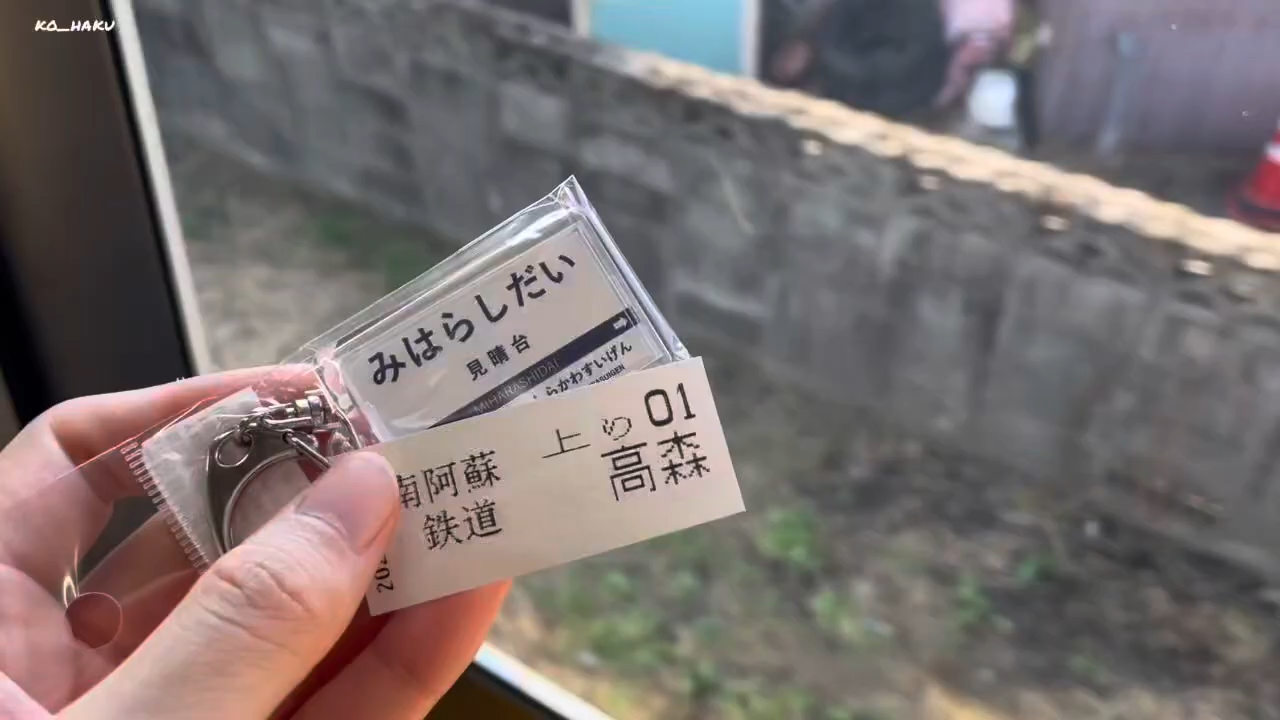 KO_HAKU
みはらしだい
見晴台
MIHARASHIDAI
らかわすいげん
ASUIGEN
上り 01
南阿蘇
鉄道
高森